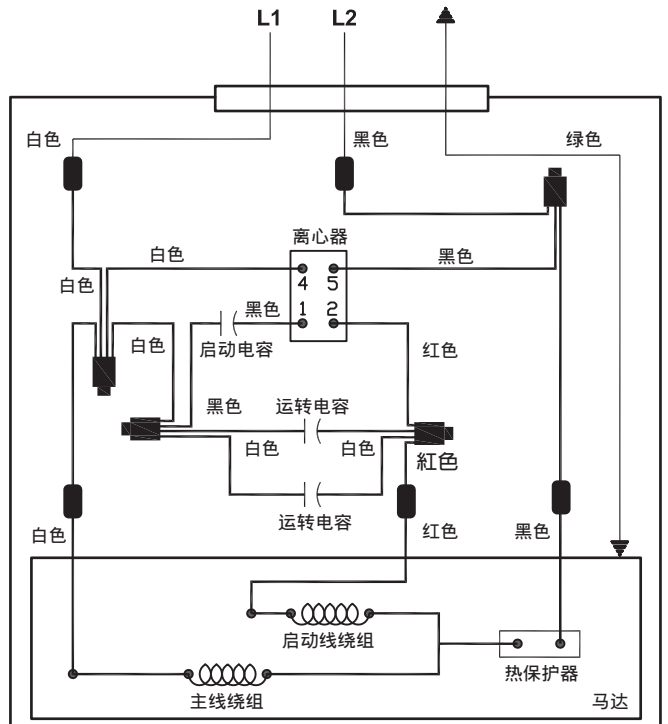 L1 L2
白色 黑色 绿色
离心器
白色 黑色
白色
4 5
黑色 1 2
白色 启动电容 红色
黑色 运转电容
白色 白色 紅色
运转电容
白色 红色 黑色
启动线绕组
热保护器
主线绕组 马达